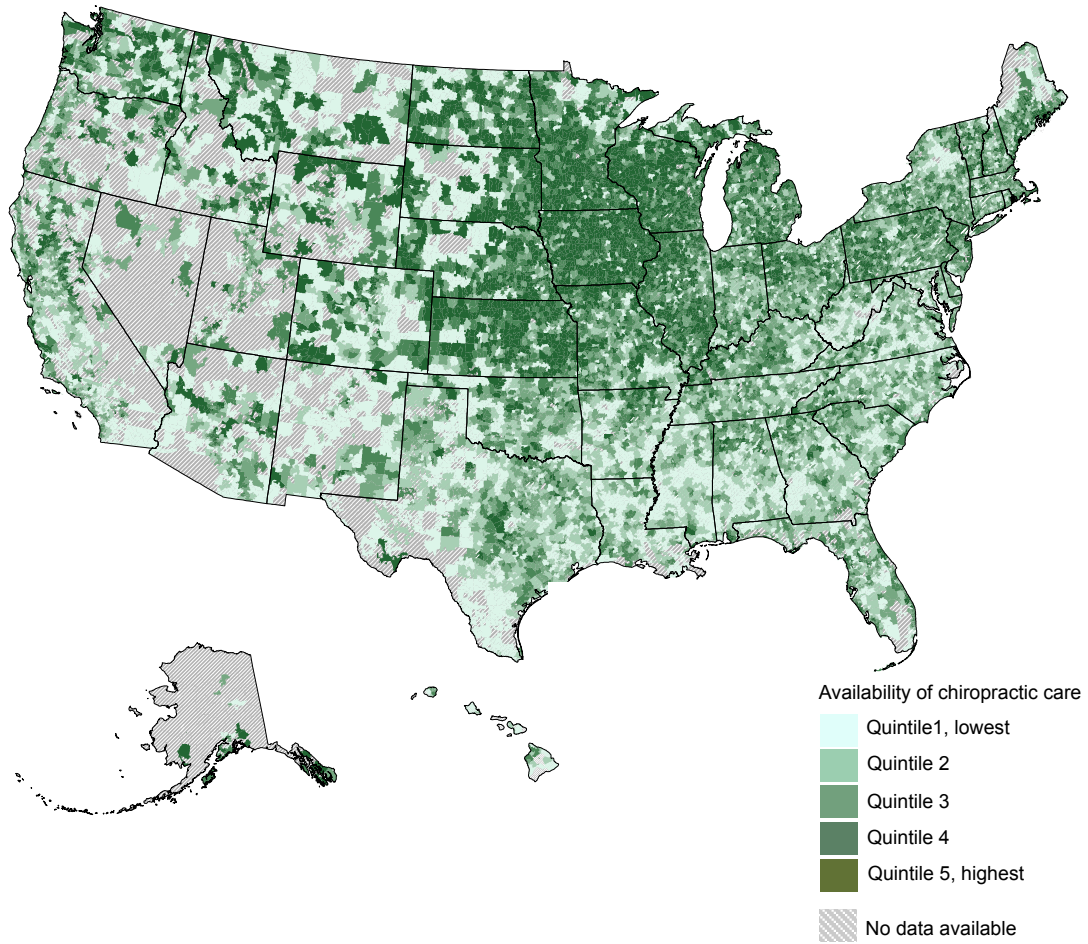 Availability of chiropractic care
Quintile1, lowest
Quintile 2
Quintile 3
Quintile 4
Quintile 5, highest
No data available